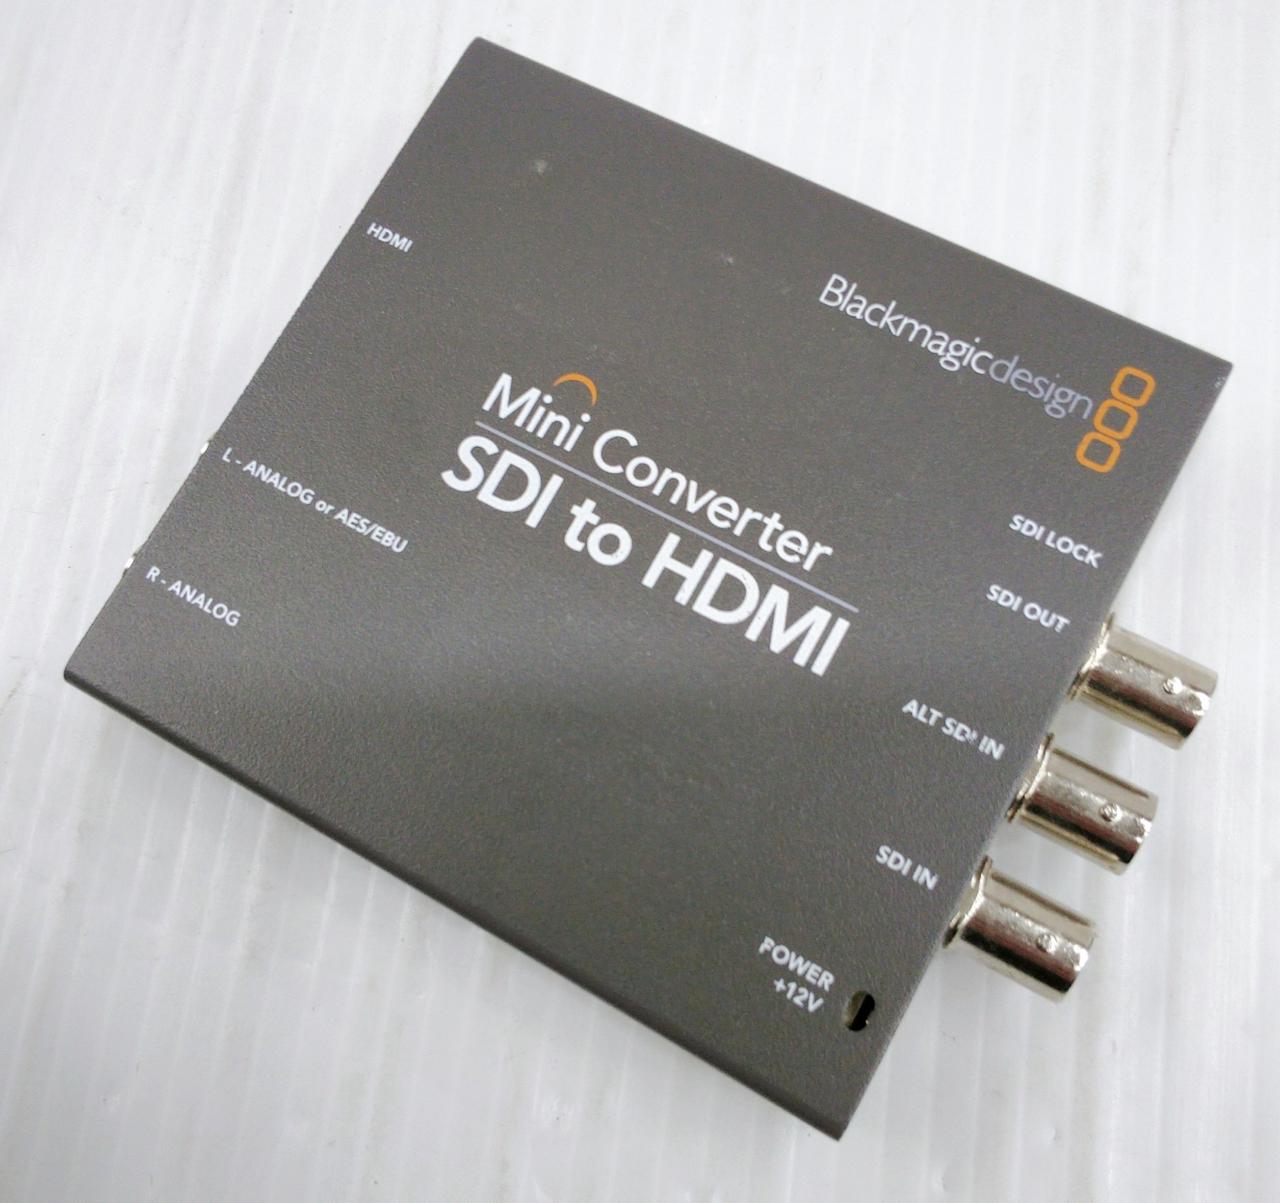 HDMI
Blackmagicdesign
Mini Converter
SDI to HDMI
L - ANALOG or AES/EBU
R - ANALOG
SDI LOCK
SDI OUT
ALT SDI IN
SDI IN
POWER
+12V